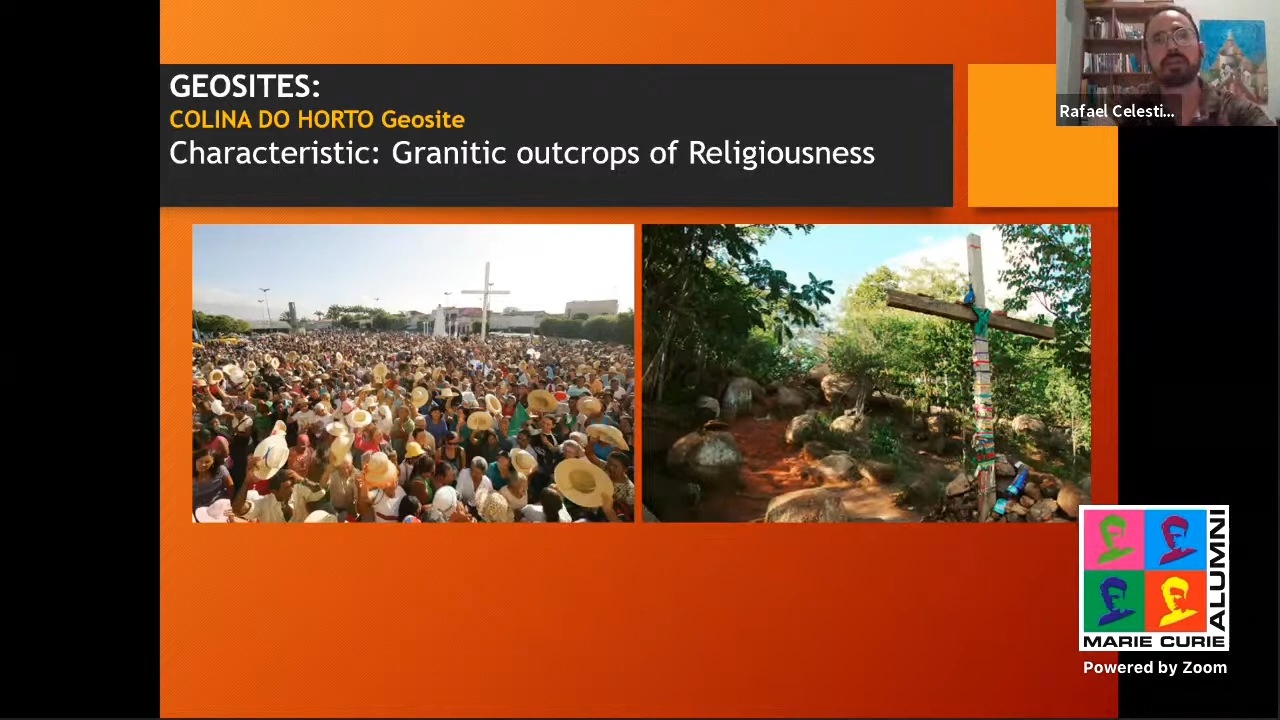 GEOSITES:
COLINA DO HORTO Geosite
Characteristic: Granitic outcrops of Religiousness
Rafael Celesti...
ALUMNI
MARIE CURIE
Powered by Zoom